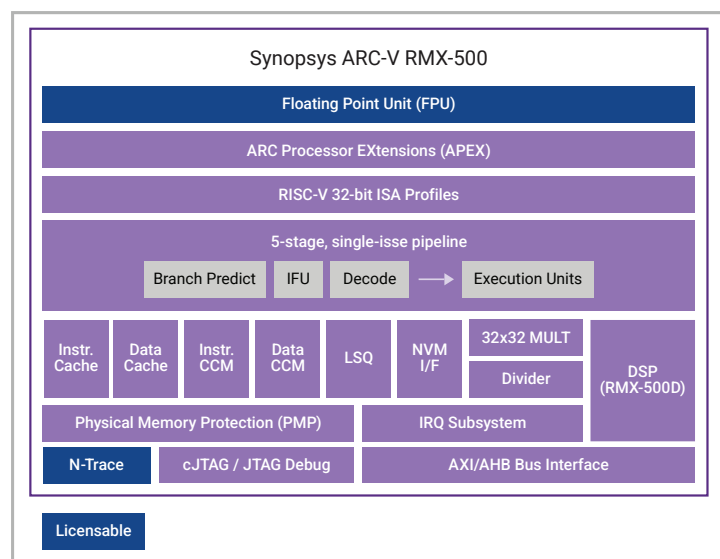 Synopsys ARC-V RMX-500
Floating Point Unit (FPU)
ARC Processor EXtensions (APEX)
RISC-V 32-bit ISA Profiles
5-stage, single-isse pipeline
Branch Predict
IFU
Decode
Execution Units
Instr.
Cache
Data
Cache
Instr.
CCM
Data
CCM
LSQ
NVM
I/F
32x32 MULT
Divider
DSP
(RMX-500D)
Physical Memory Protection (PMP)
IRQ Subsystem
N-Trace
cJTAG / JTAG Debug
AXI/AHB Bus Interface
Licensable